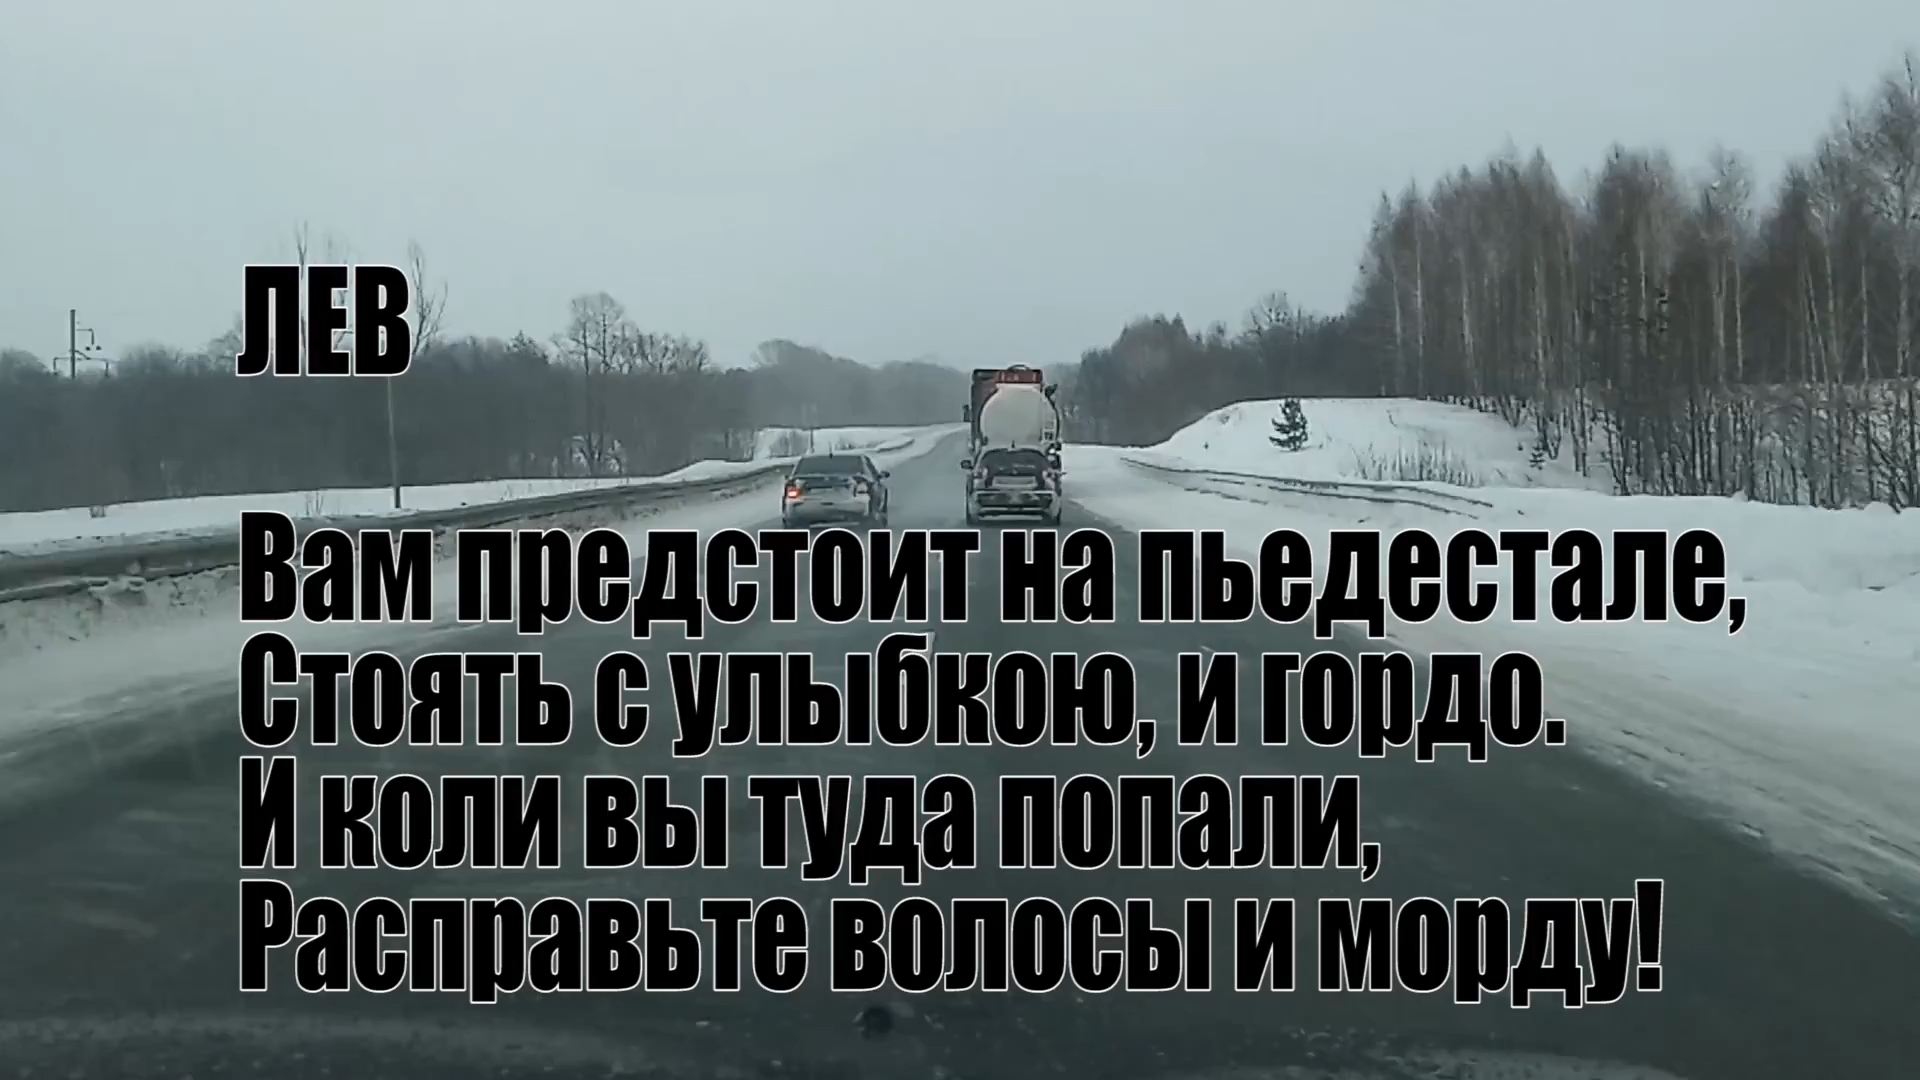 ЛЕВ
Вам предстоит на пьедестале,
Стоять с улыбкою, и гордо.
И коли вы туда попали,
Расправьте волосы и морду!